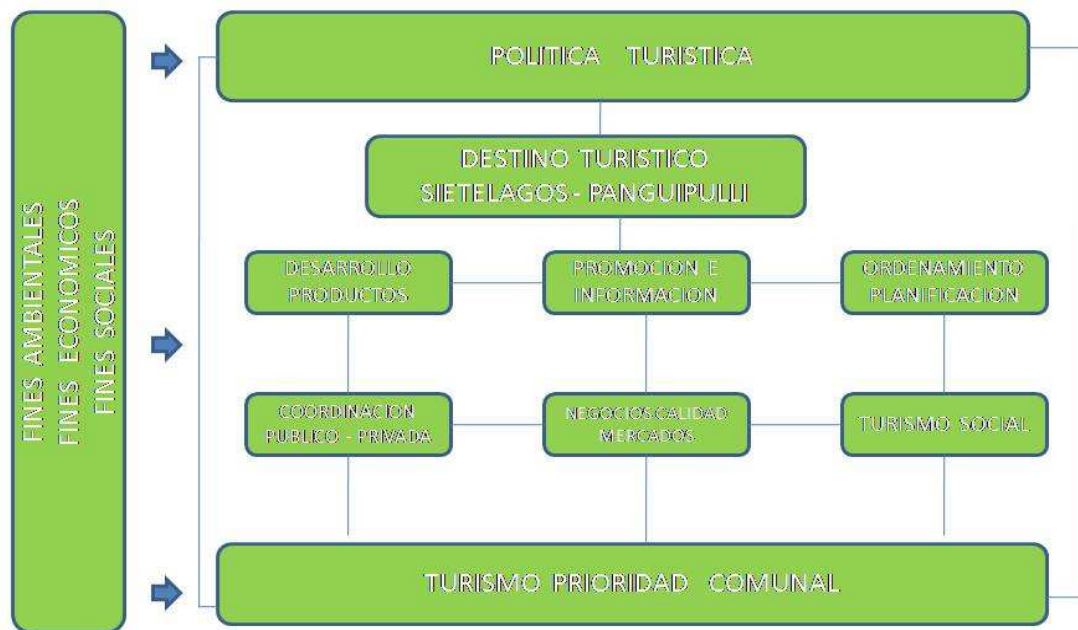 FINES AMBIENTALES
FINES ECONOMICOS
FINES SOCIALES
POLITICA TURISTICA
DESTINO TURISTICO
SIETELAGOS - PANGUIPULLI
DESARROLLO
PRODUCTOS
PROMOCION E
INFORMACION
ORDENAMIENTO
PLANIFICACION
COORDINACION
PUBLICO - PRIVADA
NEGOCIOS.CALIDAD
MERCADOS.
TURISMO SOCIAL
TURISMO PRIORIDAD COMUNAL